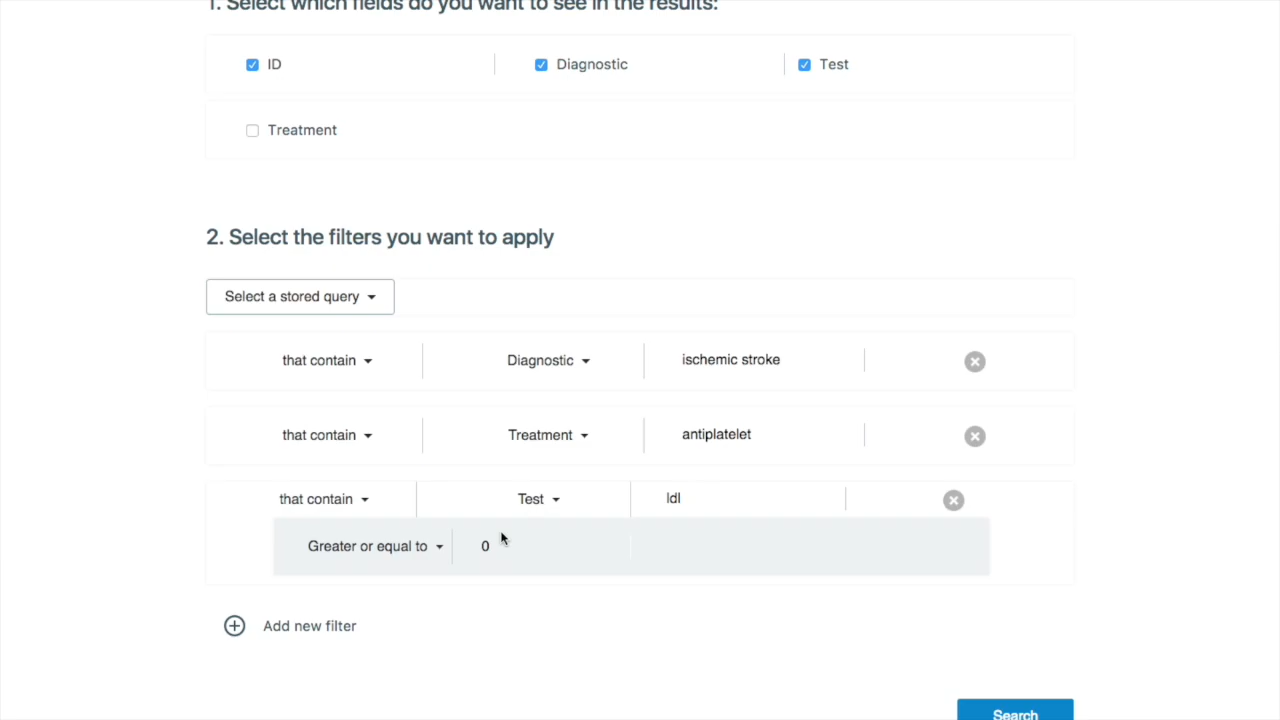 1. Select which fields do you want to see in the results:
ID Diagnostic Test
Treatment
2. Select the filters you want to apply
Select a stored query
that contain Diagnostic ischemic stroke
that contain Treatment antiplatelet
that contain Test ldl
Greater or equal to 0
Add new filter
Search